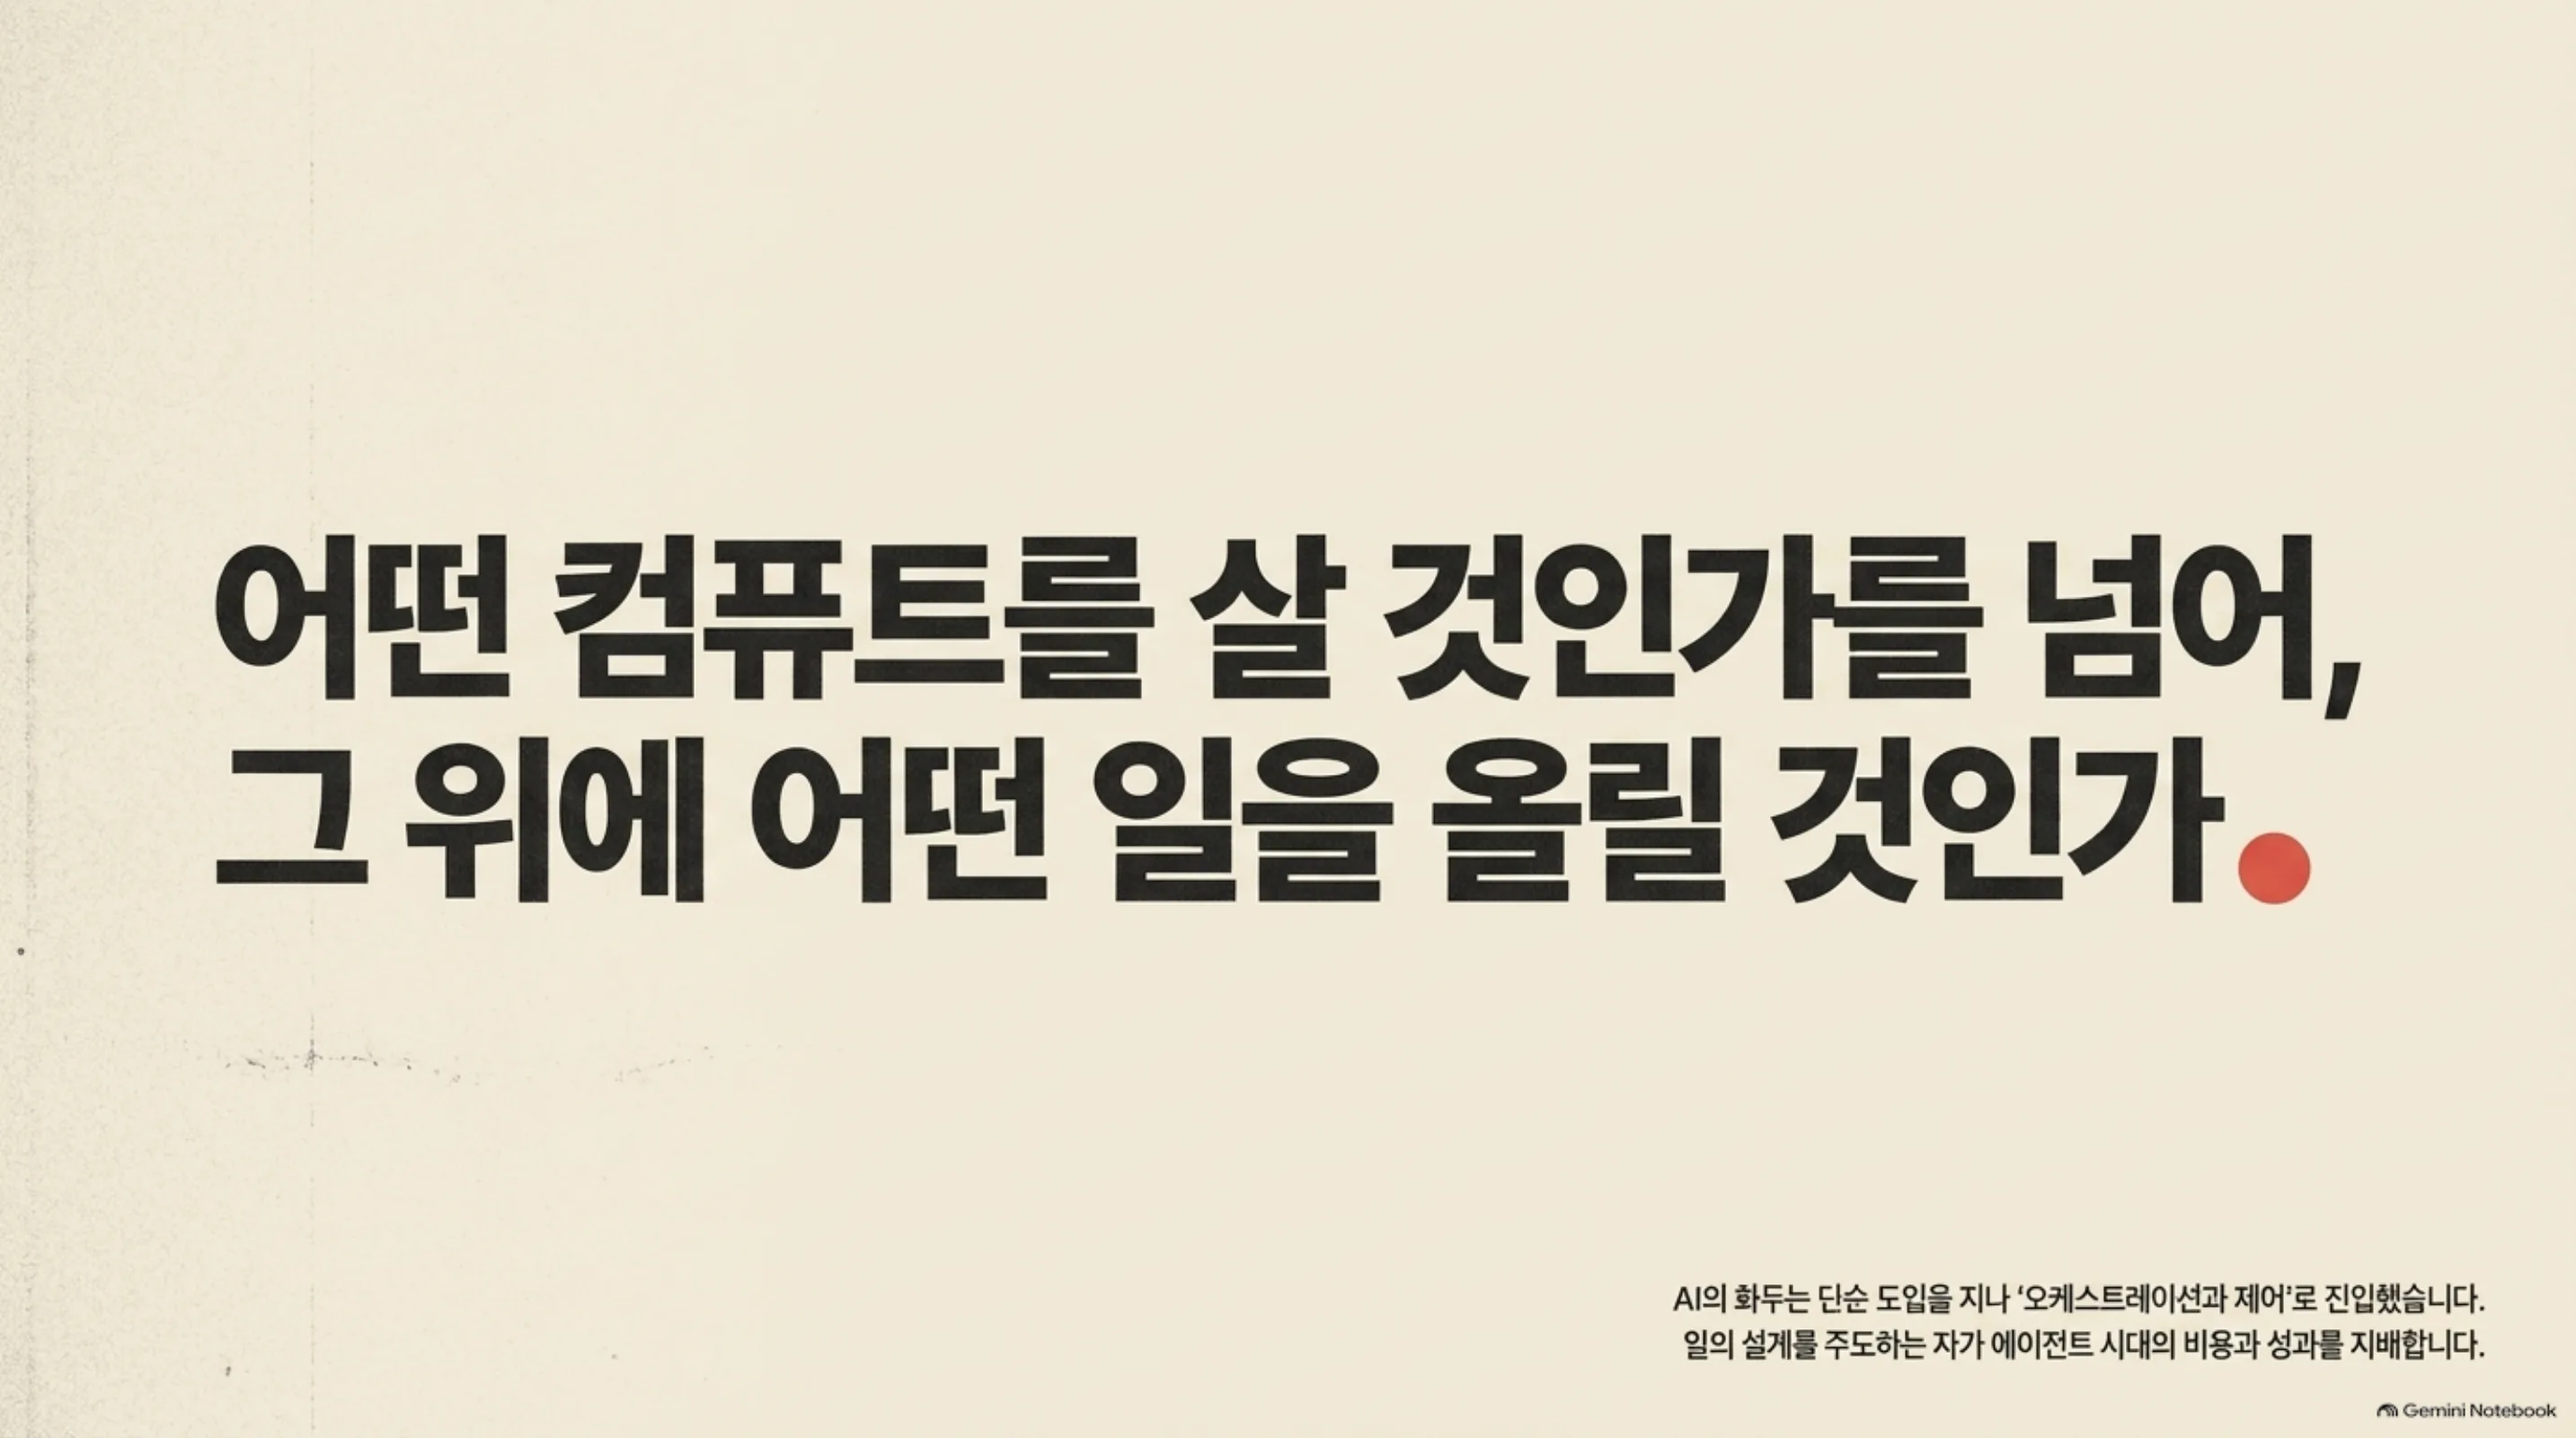 어떤 컴퓨트를 살 것인가를 넘어,
그 위에 어떤 일을 올릴 것인가.
AI의 화두는 단순 도입을 지나 ‘오케스트레이션과 제어’로 진입했습니다.
일의 설계를 주도하는 자가 에이전트 시대의 비용과 성과를 지배합니다.
Gemini Notebook